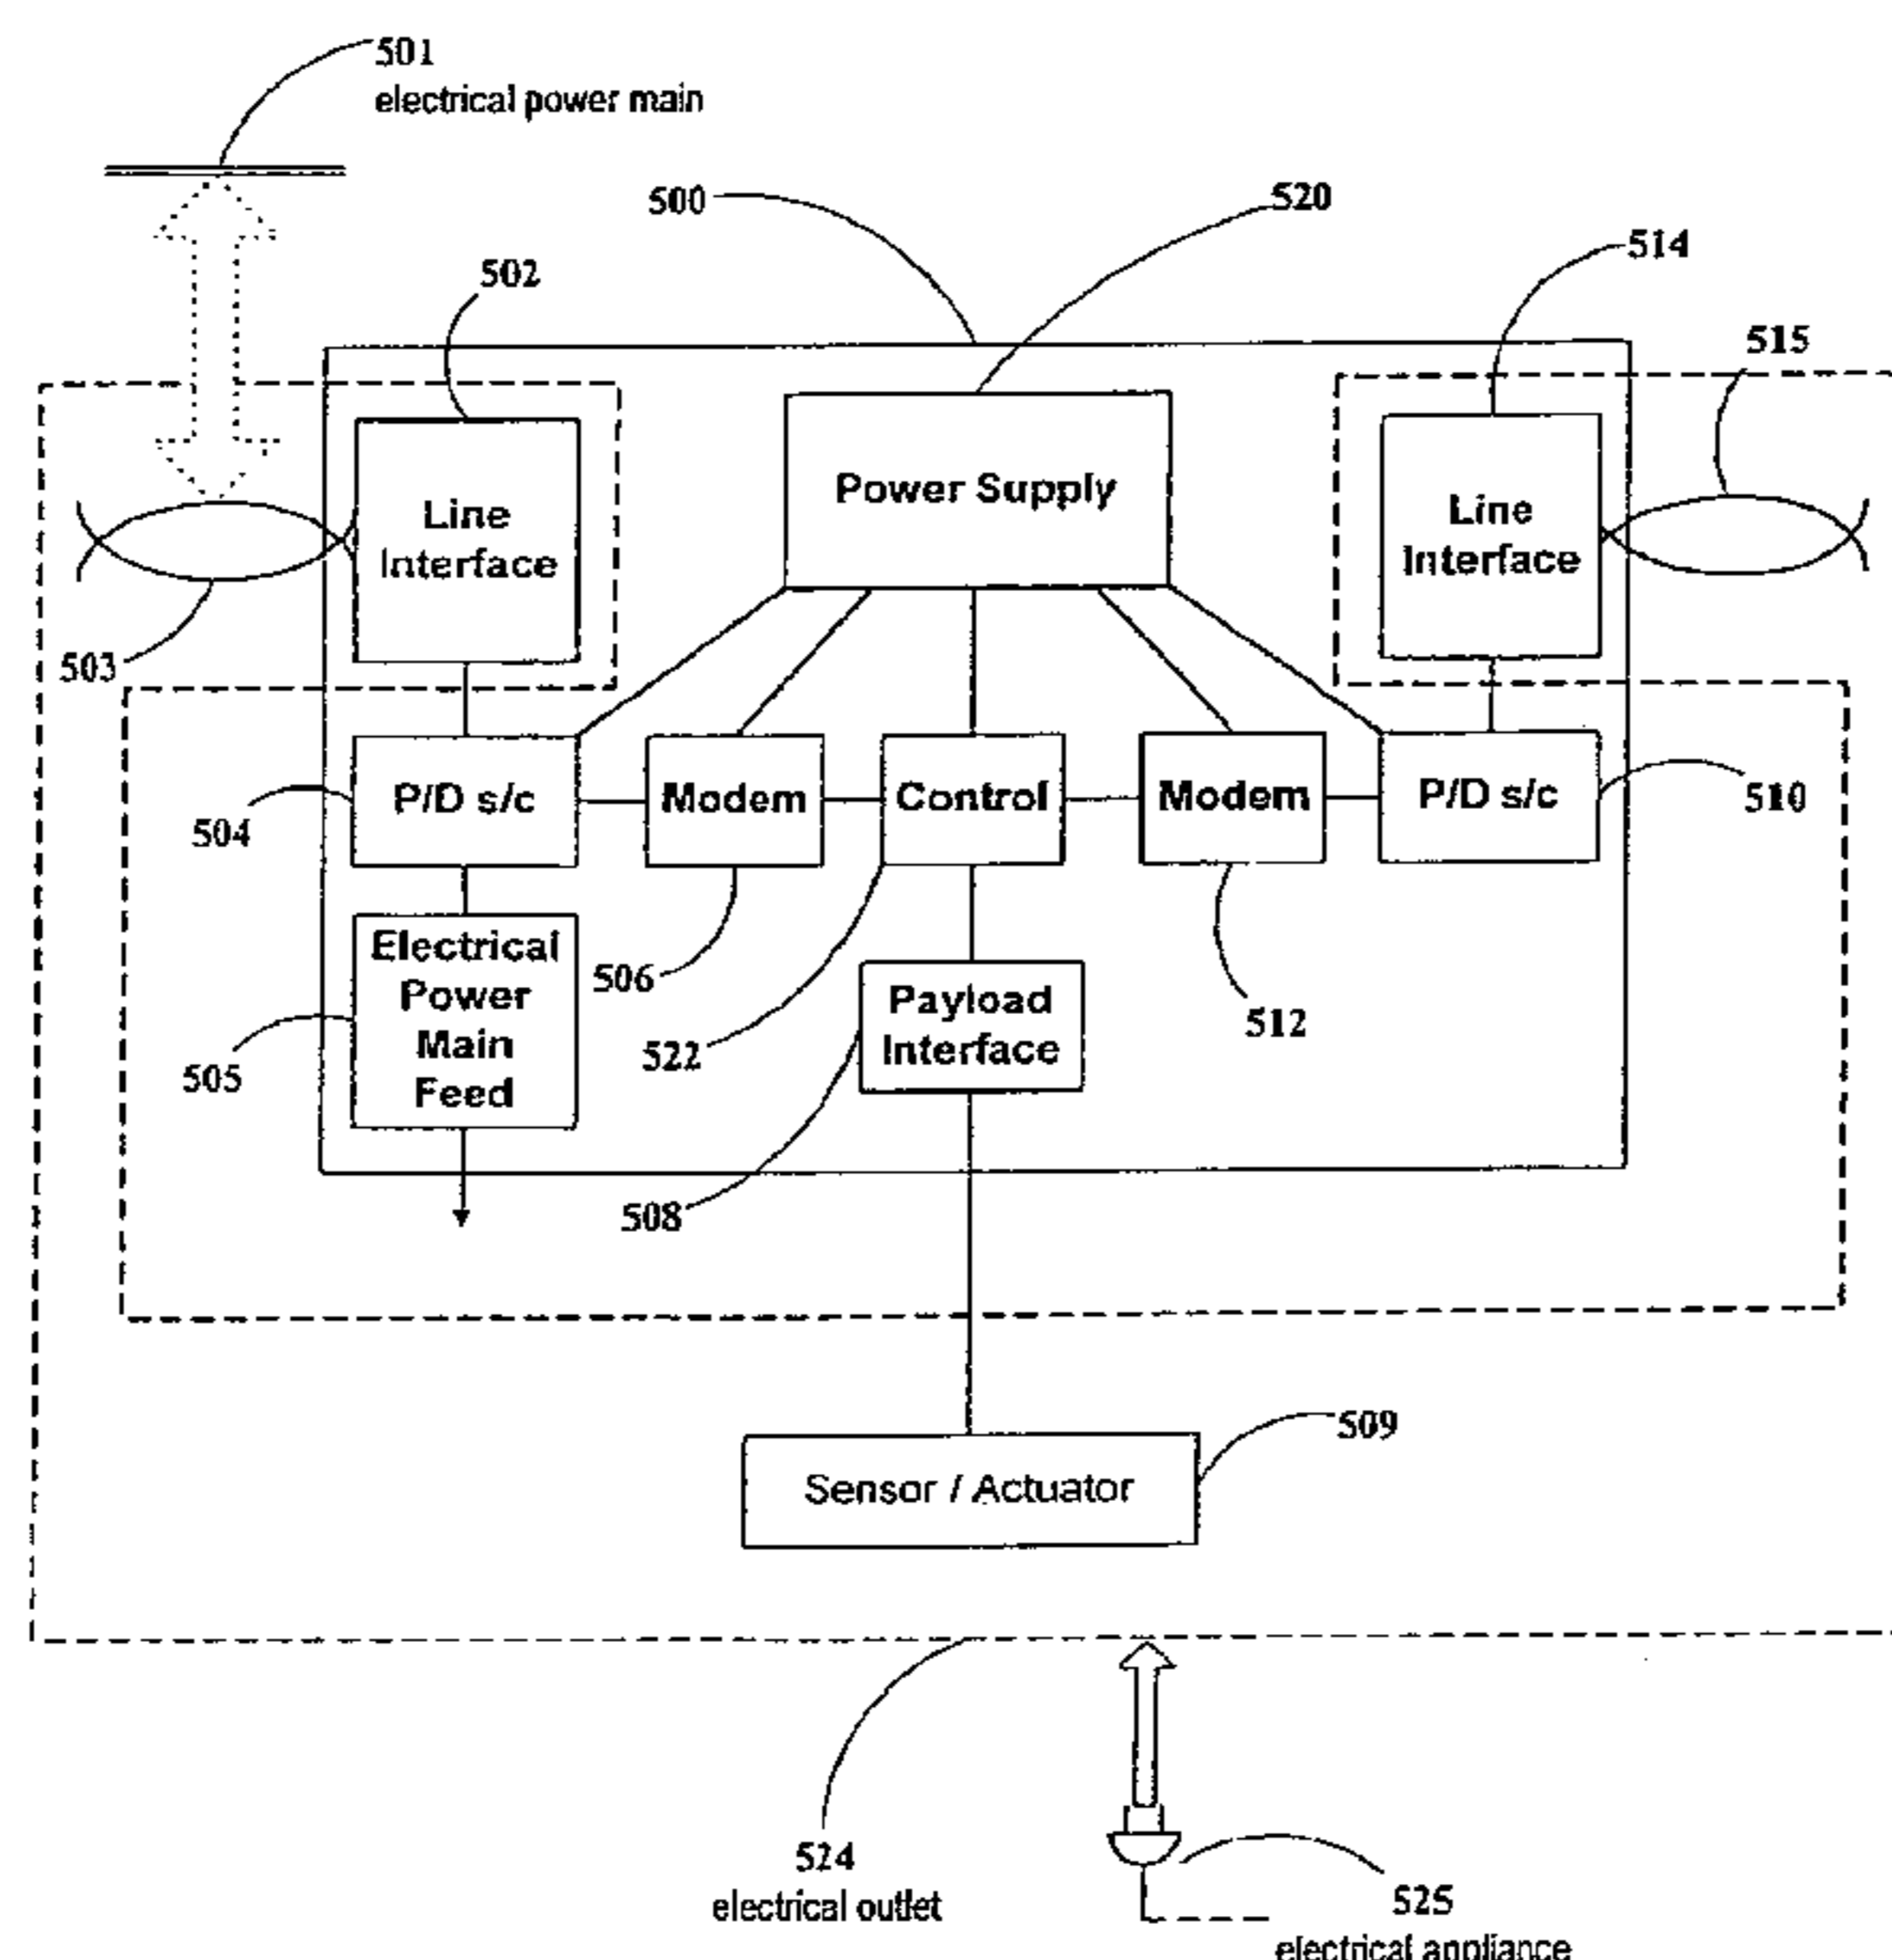 501
electrical power main
500
520
514
502
515
Power Supply
Line
Interface
Line
Interface
503
P/D s/c
Modem
Control
Modem
P/D s/c
504
510
Electrical
Power
Main
Feed
506
Payload
Interface
512
522
505
508
509
Sensor / Actuator
524
electrical outlet
525
electrical appliance